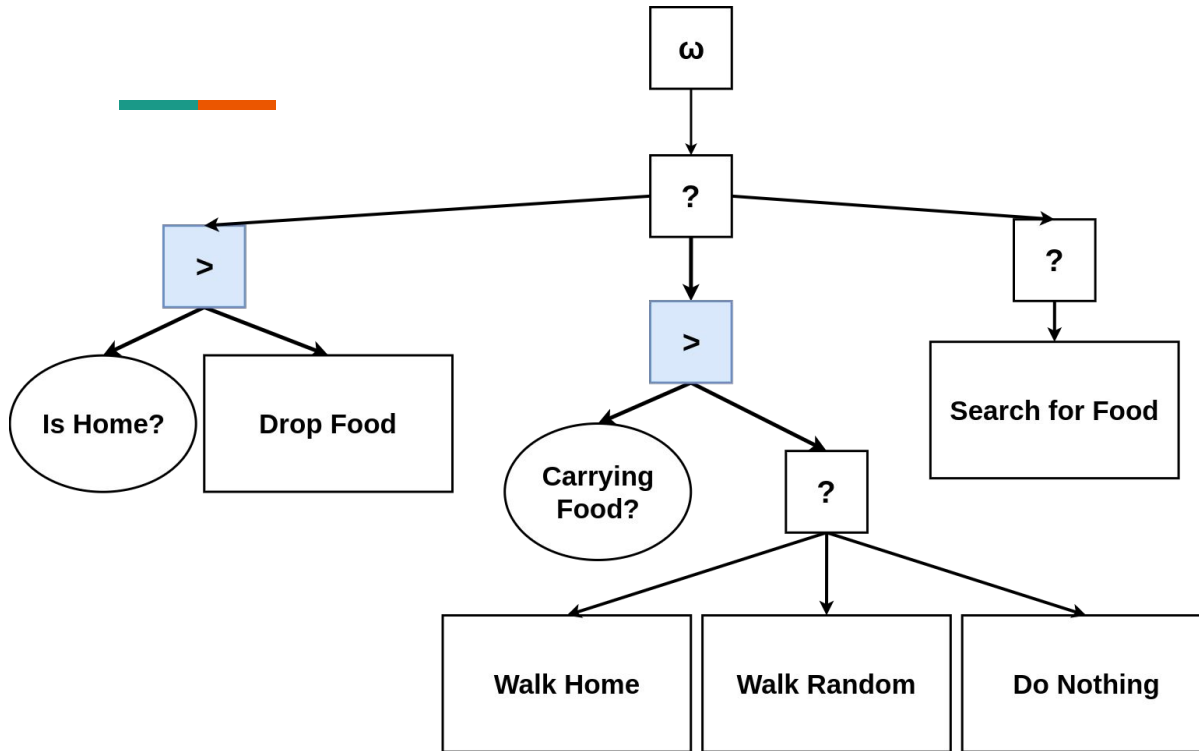 ω
?
>
?
>
Is Home?
Drop Food
Search for Food
Carrying
Food?
?
Walk Home
Walk Random
Do Nothing